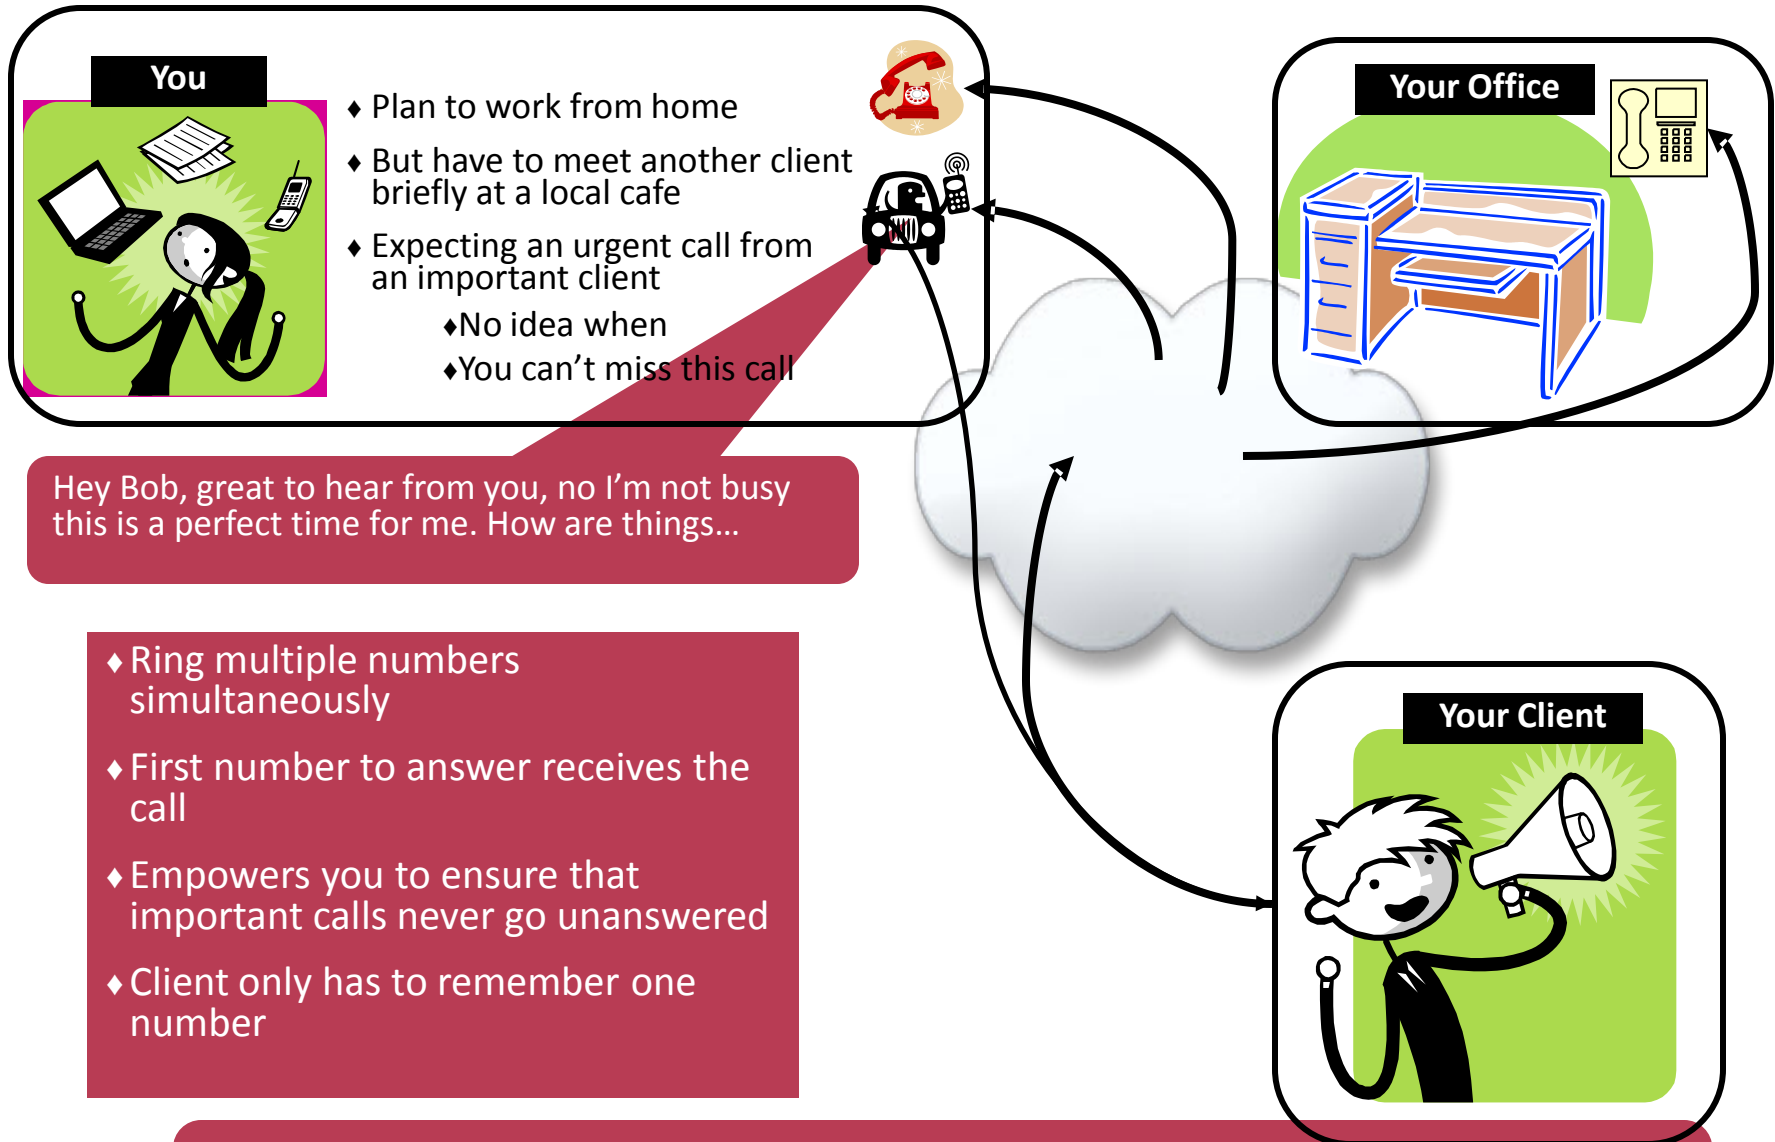 You
♦ Plan to work from home
♦ But have to meet another client
briefly at a local cafe
♦ Expecting an urgent call from
an important client
♦No idea when
♦You can’t miss this call
Your Office
Hey Bob, great to hear from you, no I’m not busy
this is a perfect time for me. How are things…
♦ Ring multiple numbers
simultaneously
♦ First number to answer receives the
call
♦ Empowers you to ensure that
important calls never go unanswered
♦ Client only has to remember one
number
Your Client